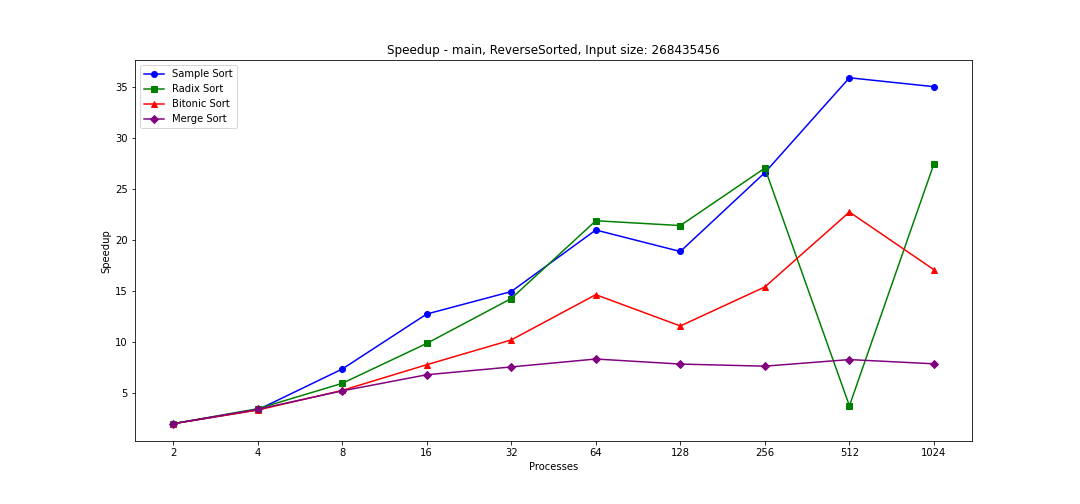 Speedup - main, ReverseSorted, Input size: 268435456
Sample Sort
Radix Sort
Bitonic Sort
Merge Sort
Speedup
35
30
25
20
15
10
5
2 4 8 16 32 64 128 256 512 1024
Processes